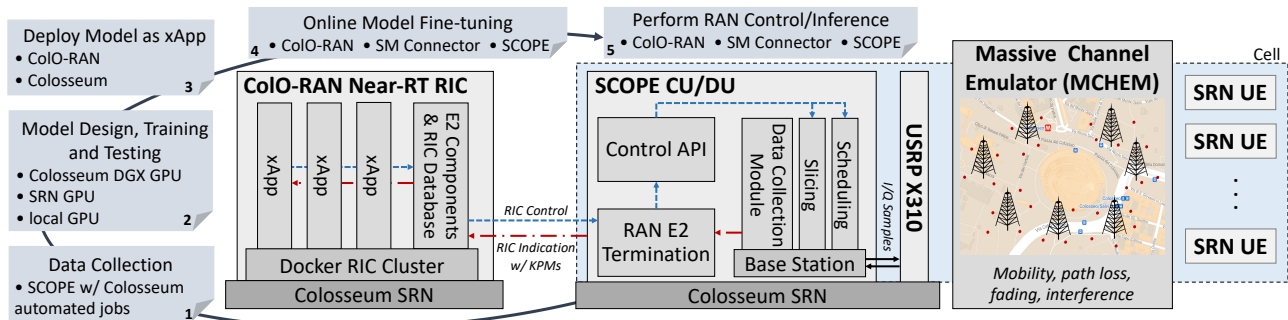 Deploy Model as xApp
• ColO-RAN
• Colosseum
3
Model Design, Training
and Testing
• Colosseum DGX GPU
• SRN GPU
• local GPU
2
Data Collection
• SCOPE w/ Colosseum
automated jobs
1
Online Model Fine-tuning
4 • ColO-RAN • SM Connector • SCOPE
Perform RAN Control/Inference
5 • ColO-RAN • SM Connector • SCOPE
ColO-RAN Near-RT RIC
xApp
xApp
xApp
E2 Components
& RIC Database
Docker RIC Cluster
Colosseum SRN
RIC Control
RIC Indication
w/ KPMs
SCOPE CU/DU
Control API
RAN E2
Termination
Data Collection
Module
Slicing
Scheduling
Base Station
Colosseum SRN
I/Q Samples
USRP X310
Massive Channel
Emulator (MCHEM)
Mobility, path loss,
fading, interference
Cell
SRN UE
SRN UE
SRN UE